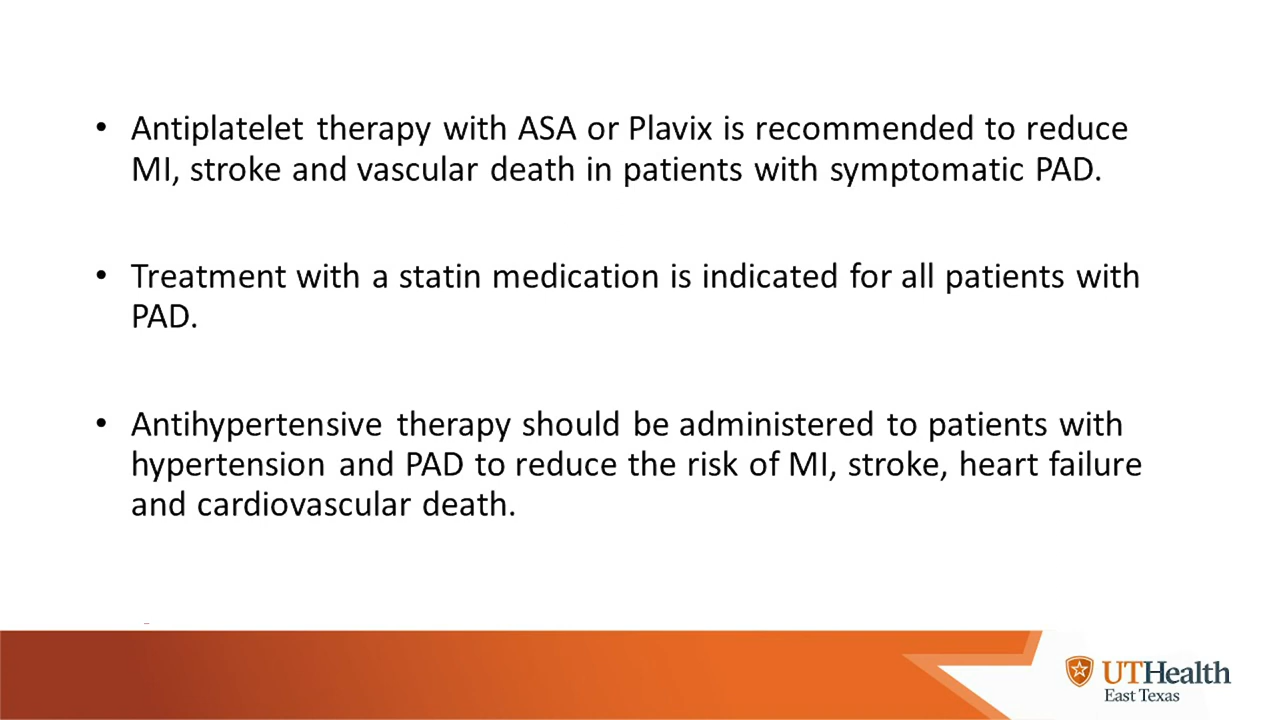 • Antiplatelet therapy with ASA or Plavix is recommended to reduce
MI, stroke and vascular death in patients with symptomatic PAD.
• Treatment with a statin medication is indicated for all patients with
PAD.
• Antihypertensive therapy should be administered to patients with
hypertension and PAD to reduce the risk of MI, stroke, heart failure
and cardiovascular death.
UTHealth
East Texas